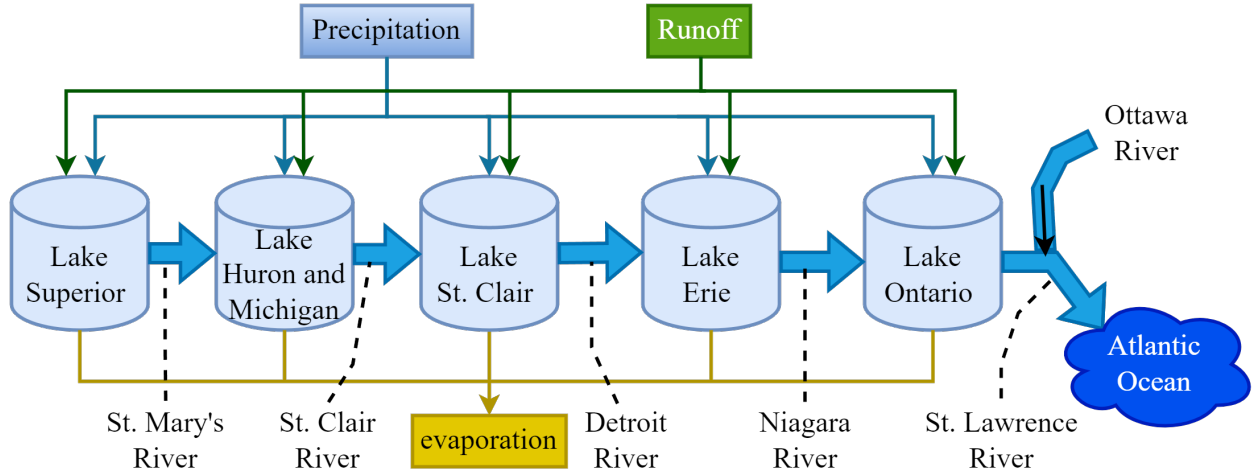 Precipitation
Runoff
Ottawa
River
Lake
Superior
Lake
Huron and
Michigan
Lake
St. Clair
Lake
Erie
Lake
Ontario
Atlantic
Ocean
St. Mary's
River
St. Clair
River
evaporation
Detroit
River
Niagara
River
St. Lawrence
River